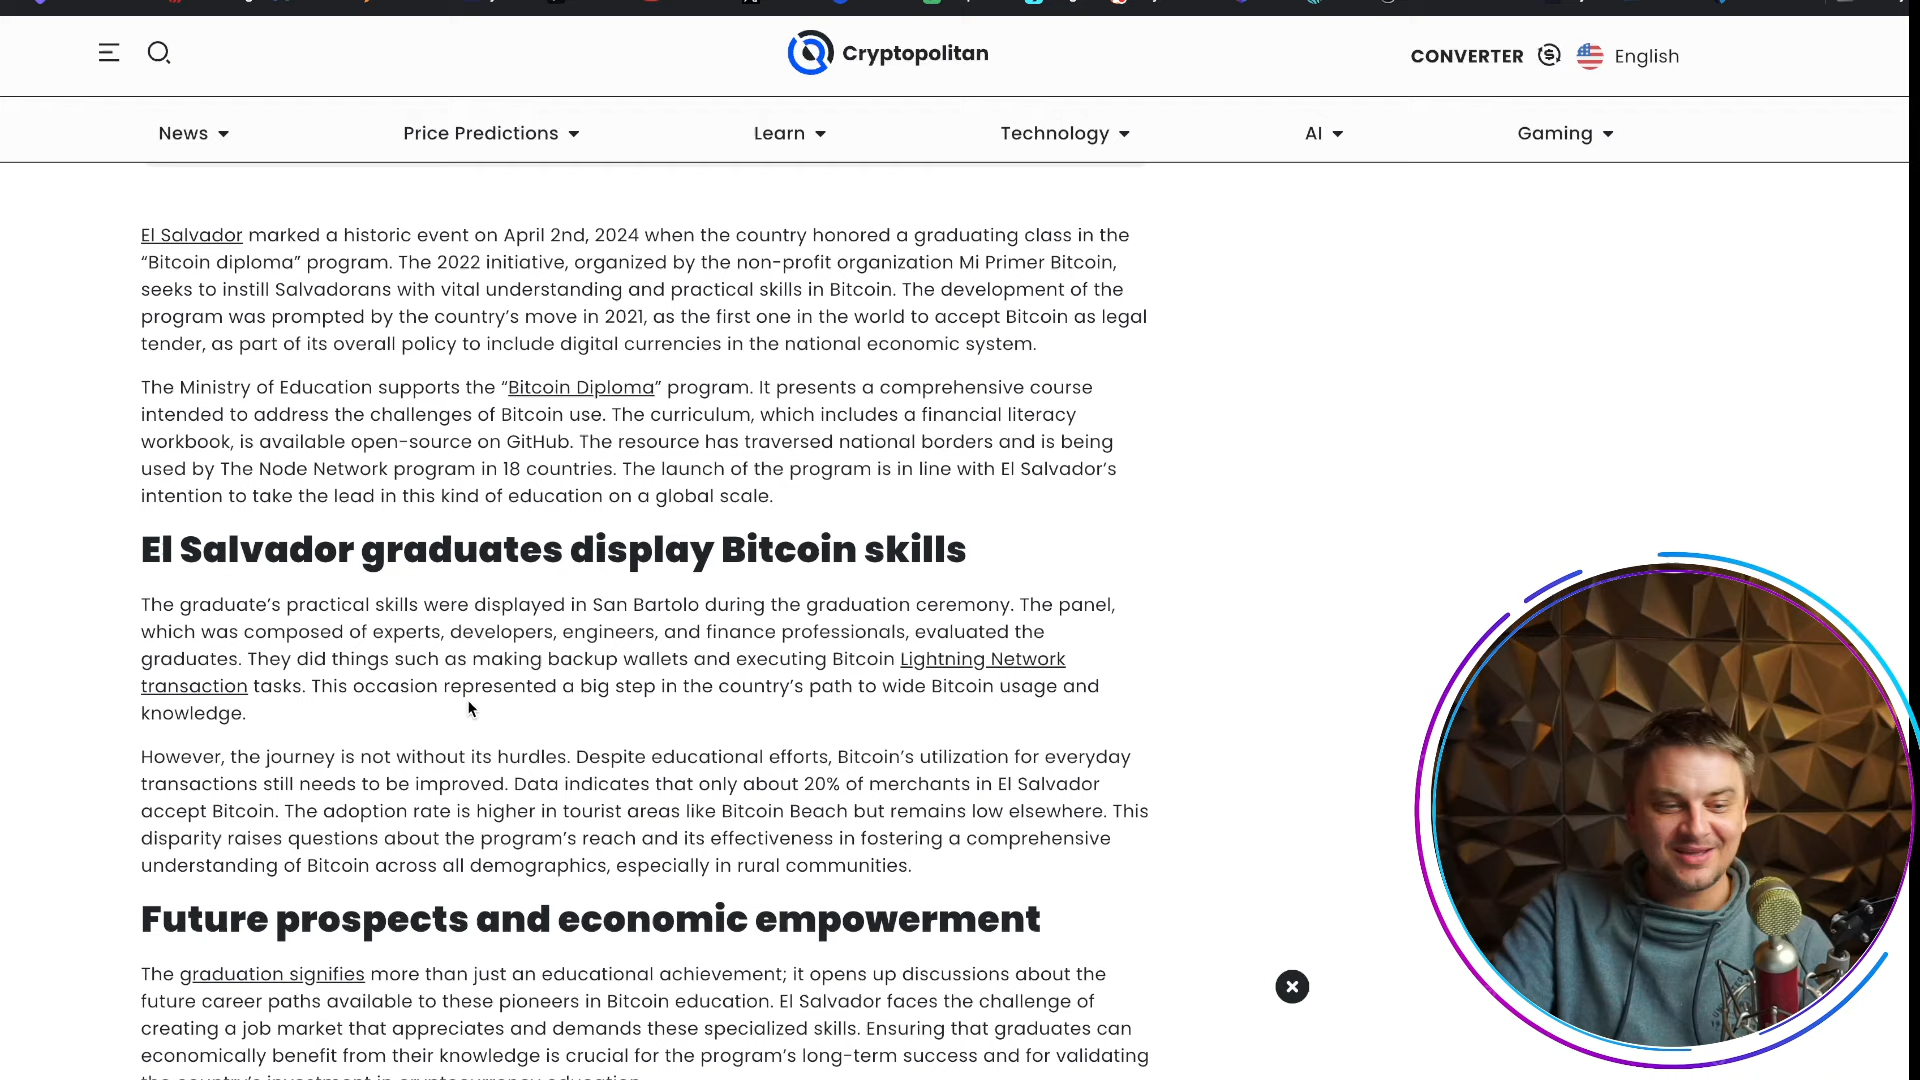 Cryptopolitan
CONVERTER
English
News
Price Predictions
Learn
Technology
AI
Gaming
El Salvador marked a historic event on April 2nd, 2024 when the country honored a graduating class in the
“Bitcoin diploma” program. The 2022 initiative, organized by the non-profit organization Mi Primer Bitcoin,
seeks to instill Salvadorans with vital understanding and practical skills in Bitcoin. The development of the
program was prompted by the country’s move in 2021, as the first one in the world to accept Bitcoin as legal
tender, as part of its overall policy to include digital currencies in the national economic system.
The Ministry of Education supports the “Bitcoin Diploma” program. It presents a comprehensive course
intended to address the challenges of Bitcoin use. The curriculum, which includes a financial literacy
workbook, is available open-source on GitHub. The resource has traversed national borders and is being
used by The Node Network program in 18 countries. The launch of the program is in line with El Salvador’s
intention to take the lead in this kind of education on a global scale.
El Salvador graduates display Bitcoin skills
The graduate’s practical skills were displayed in San Bartolo during the graduation ceremony. The panel,
which was composed of experts, developers, engineers, and finance professionals, evaluated the
graduates. They did things such as making backup wallets and executing Bitcoin Lightning Network
transaction tasks. This occasion represented a big step in the country’s path to wide Bitcoin usage and
knowledge.
However, the journey is not without its hurdles. Despite educational efforts, Bitcoin’s utilization for everyday
transactions still needs to be improved. Data indicates that only about 20% of merchants in El Salvador
accept Bitcoin. The adoption rate is higher in tourist areas like Bitcoin Beach but remains low elsewhere. This
disparity raises questions about the program’s reach and its effectiveness in fostering a comprehensive
understanding of Bitcoin across all demographics, especially in rural communities.
Future prospects and economic empowerment
The graduation signifies more than just an educational achievement; it opens up discussions about the
future career paths available to these pioneers in Bitcoin education. El Salvador faces the challenge of
creating a job market that appreciates and demands these specialized skills. Ensuring that graduates can
economically benefit from their knowledge is crucial for the program’s long-term success and for validating
the country’s investment in cryptocurrency education.